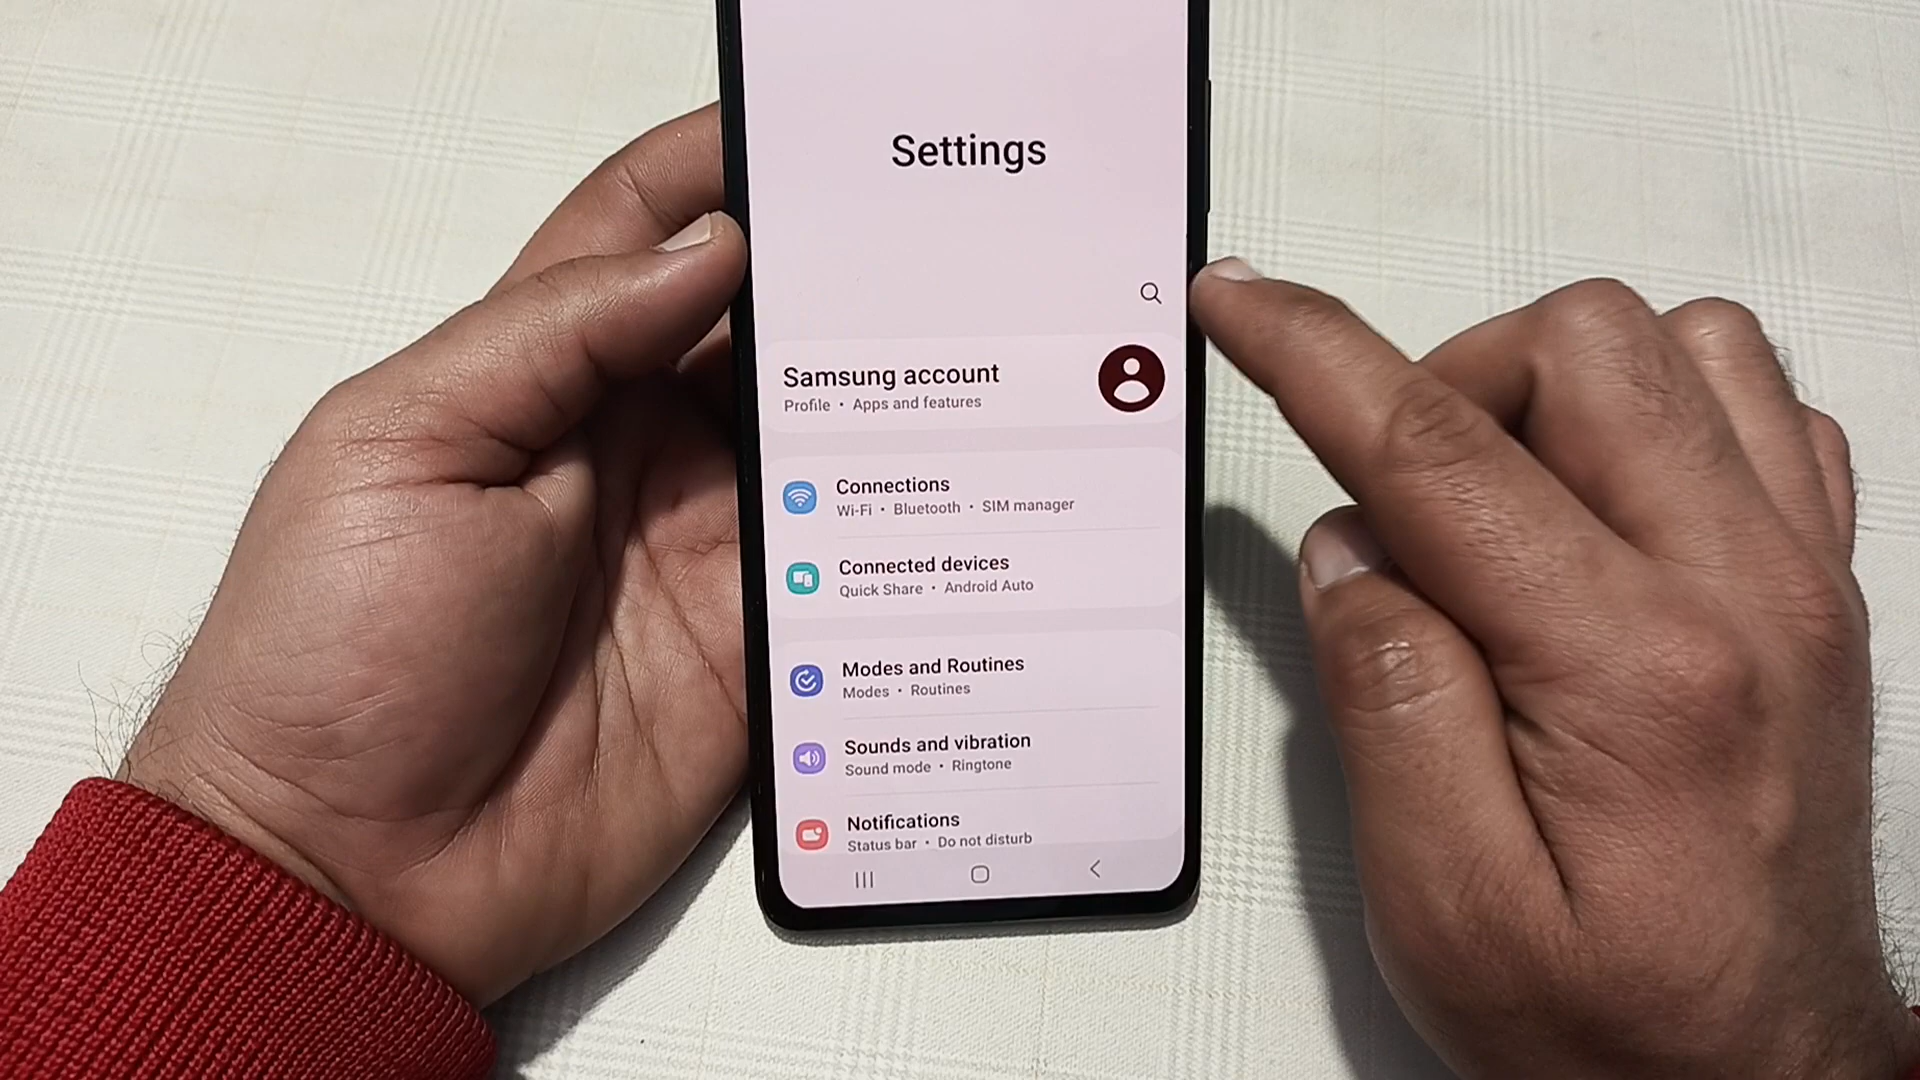 Settings
Samsung account
Profile • Apps and features
Connections
Wi-Fi • Bluetooth • SIM manager
Connected devices
Quick Share • Android Auto
Modes and Routines
Modes • Routines
Sounds and vibration
Sound mode • Ringtone
Notifications
Status bar • Do not disturb